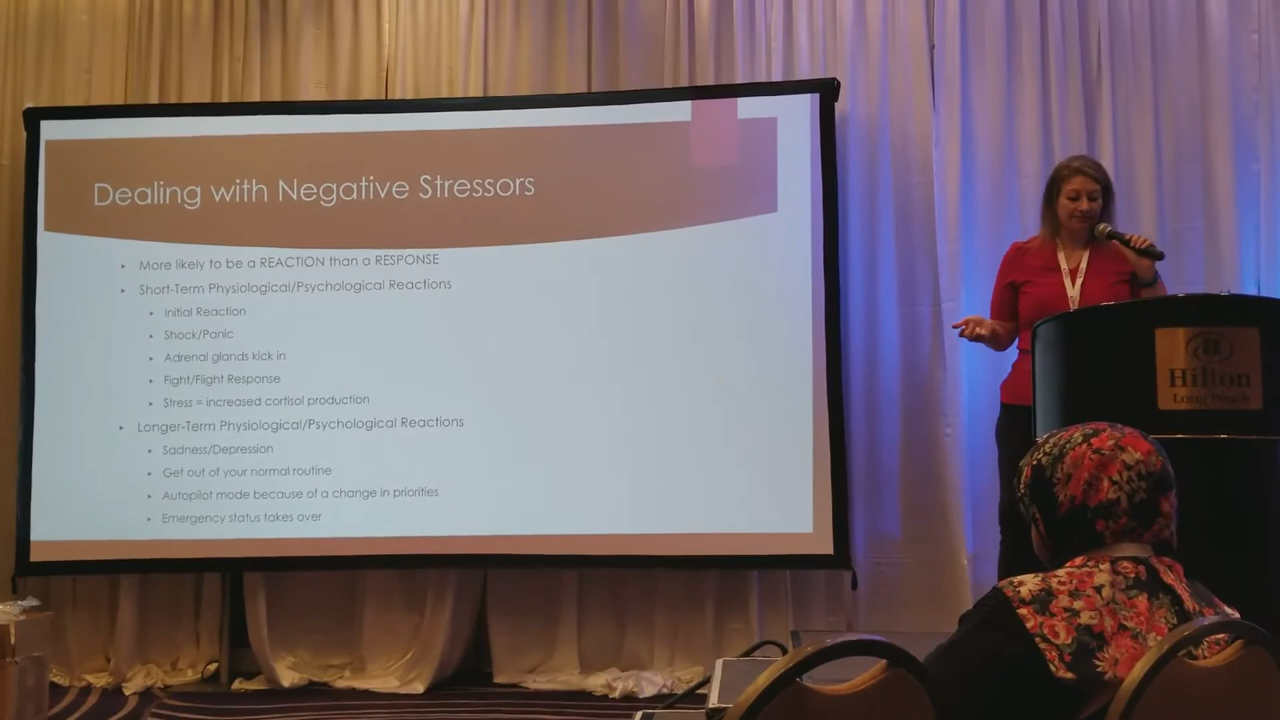 Dealing with Negative Stressors
More likely to be a REACTION than a RESPONSE
Short-Term Physiological/Psychological Reactions
Initial Reaction
Shock/Panic
Adrenal glands kick in
Fight/Flight Response
Stress = increased cortisol production
Longer-Term Physiological/Psychological Reactions
Sadness/Depression
Get out of your normal routine
Autopilot mode because of a change in priorities
Emergency status takes over
Hilton
Long Beach